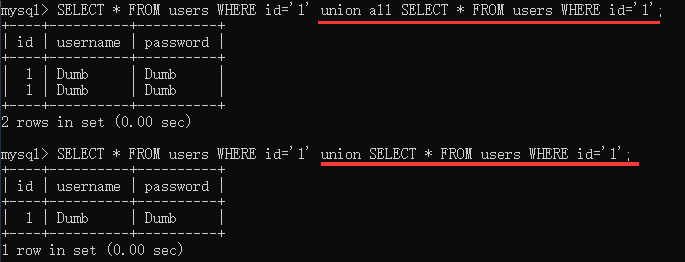 mysql> SELECT * FROM users WHERE id='1' union all SELECT * FROM users WHERE id='1';
+----+----------+----------+
| id | username | password |
+----+----------+----------+
|  1 | Dumb     | Dumb     |
|  1 | Dumb     | Dumb     |
+----+----------+----------+
2 rows in set (0.00 sec)
mysql> SELECT * FROM users WHERE id='1' union SELECT * FROM users WHERE id='1';
+----+----------+----------+
| id | username | password |
+----+----------+----------+
|  1 | Dumb     | Dumb     |
+----+----------+----------+
1 row in set (0.00 sec)